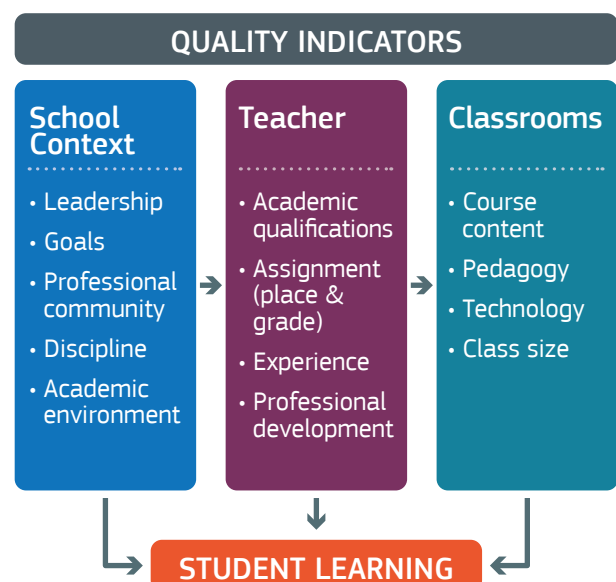 QUALITY INDICATORS
School
Context
• Leadership
• Goals
• Professional
community
• Discipline
• Academic
environment
Teacher
• Academic
qualifications
• Assignment
(place &
grade)
• Experience
• Professional
development
Classrooms
• Course
content
• Pedagogy
• Technology
• Class size
STUDENT LEARNING